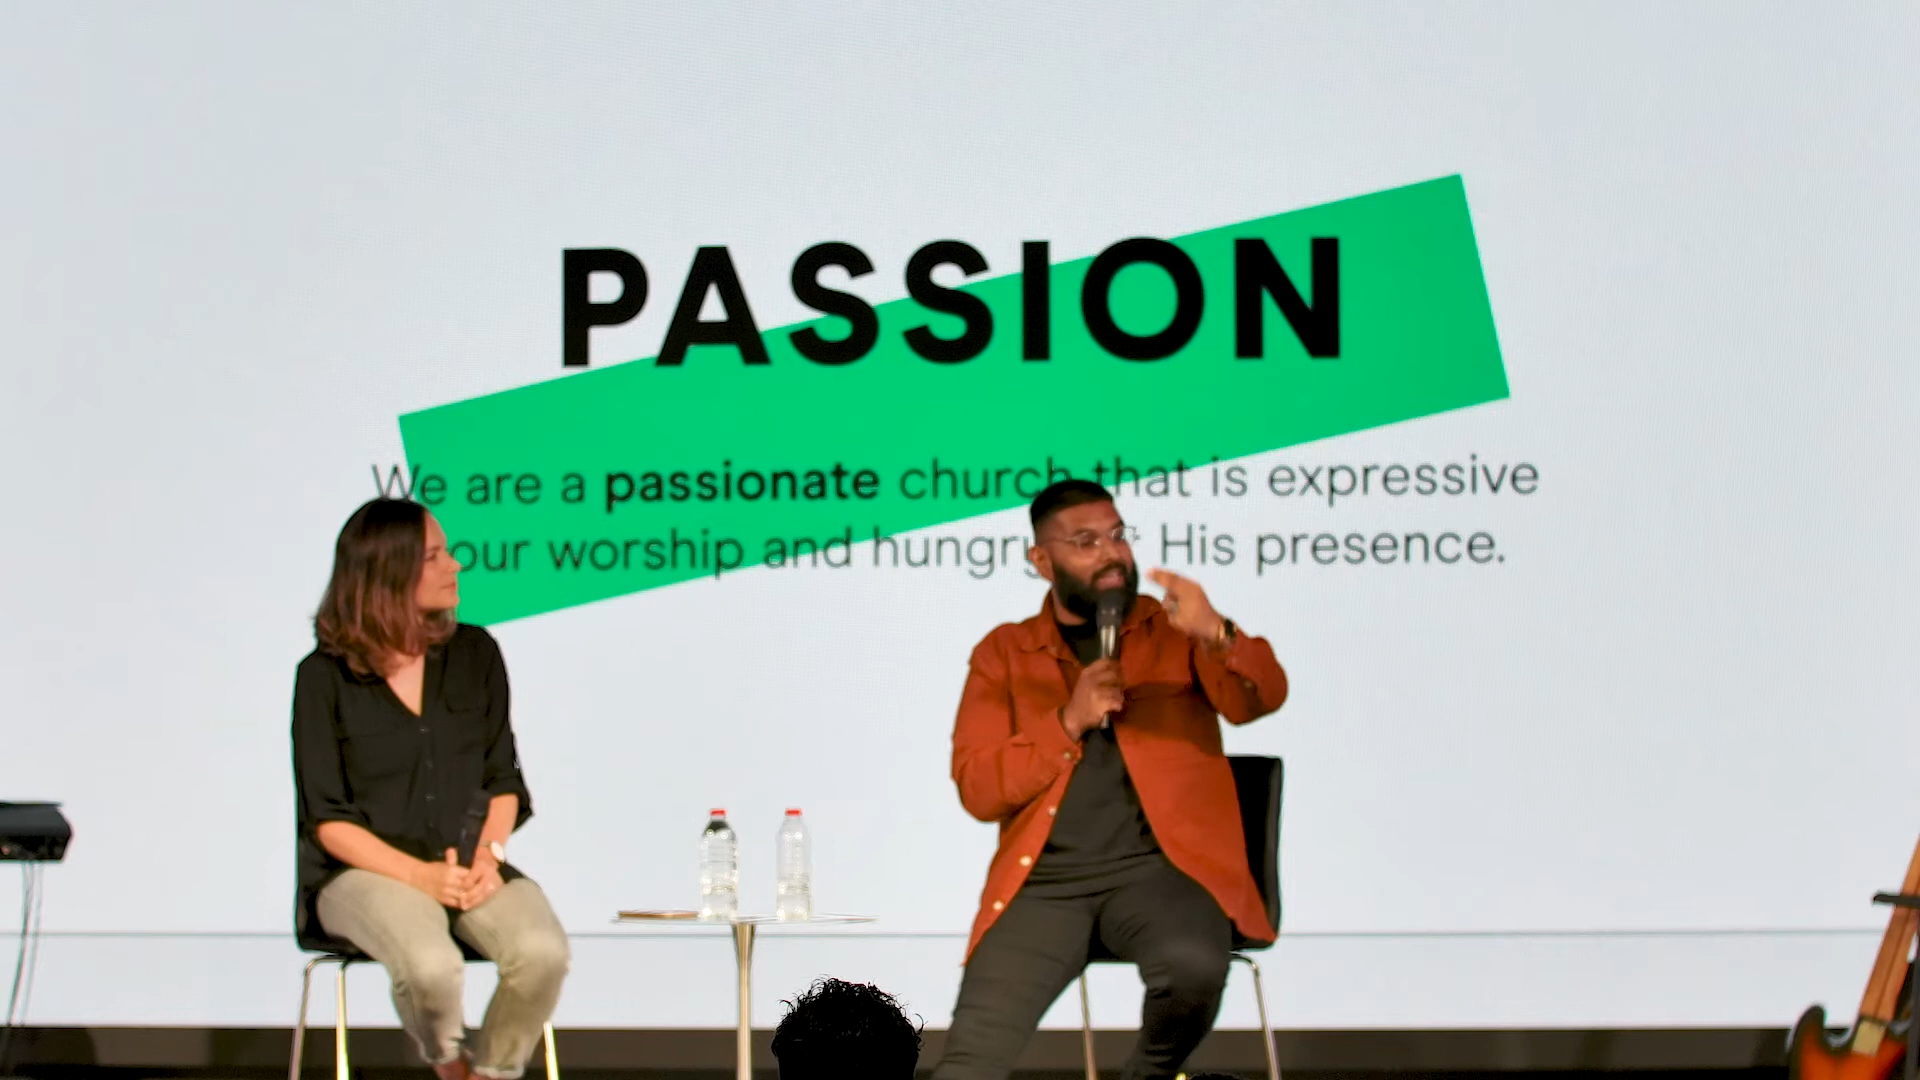 PASSION
We are a passionate church that is expressive
our worship and hungry His presence.